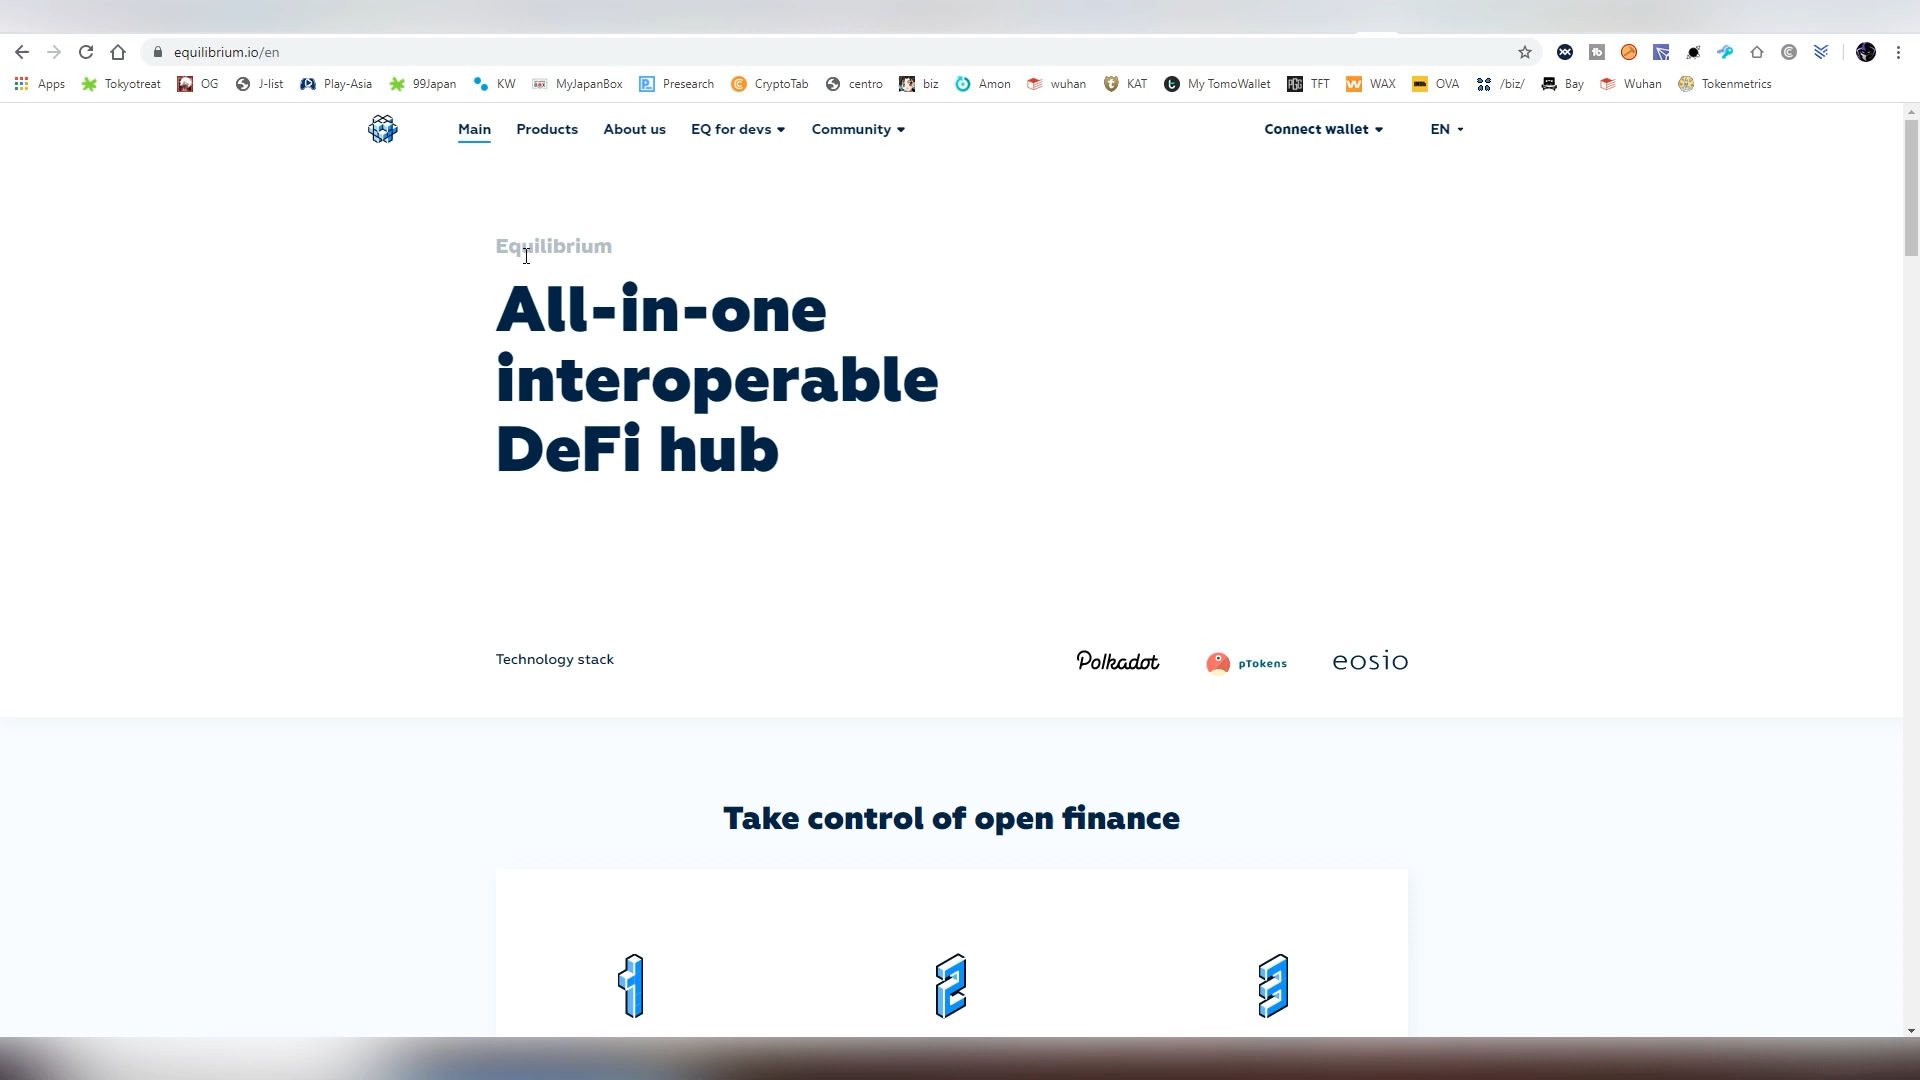 equilibrium.io/en
Apps Tokyotreat OG J-list Play-Asia 99Japan KW MyJapanBox Presearch CryptoTab centro biz Amon wuhan KAT My TomoWallet TFT WAX OVA /biz/ Bay Wuhan Tokenmetrics
Main Products About us EQ for devs Community Connect wallet EN
Equilibrium
All-in-one
interoperable
DeFi hub
Technology stack Polkadot pTokens eosio
Take control of open finance
1 2 3